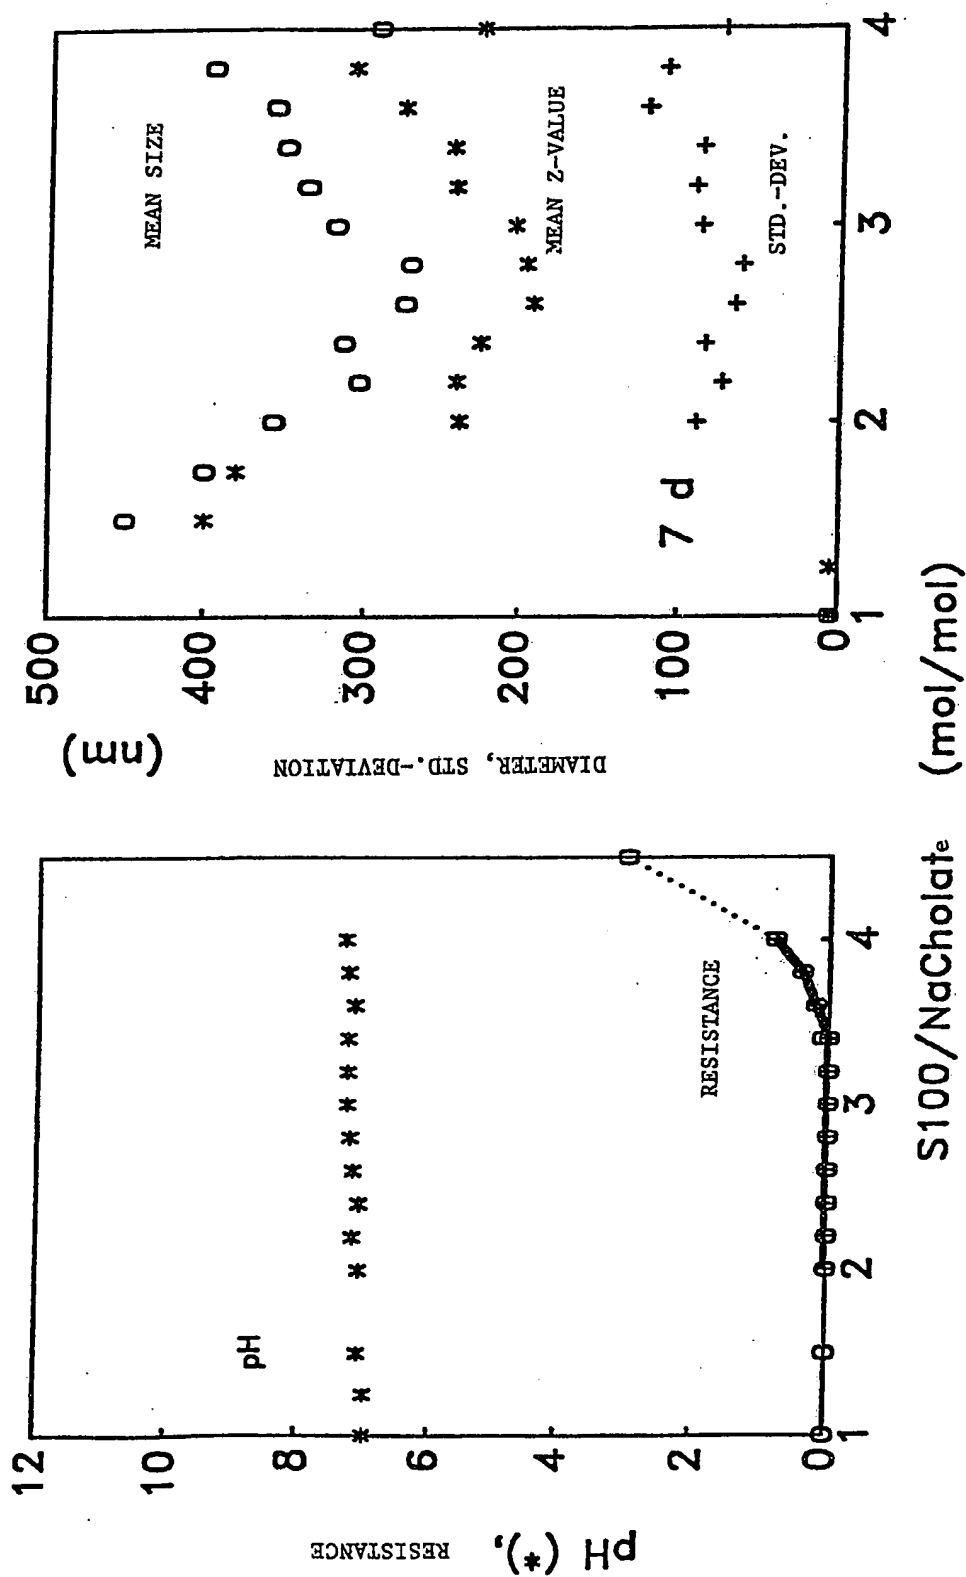 12
10
8
6
4
2
0
pH (*),
RESISTANCE
pH
RESISTANCE
1
2
3
4
500
400
300
200
100
0
(nm)
DIAMETER, STD.-DEVIATION
MEAN SIZE
MEAN Z-VALUE
STD.-DEV.
7 d
1
2
3
4
S100/NaCholate (mol/mol)